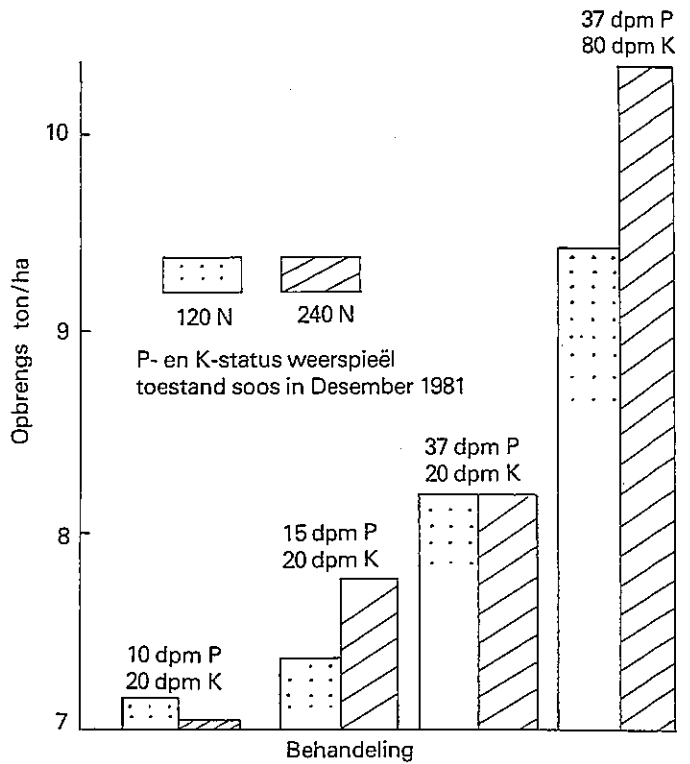 37 dpm P
80 dpm K
10
9
8
7
Opbrengs ton/ha
120 N 240 N
P- en K-status weerspieël
toestand soos in Desember 1981
37 dpm P
20 dpm K
15 dpm P
20 dpm K
10 dpm P
20 dpm K
Behandeling